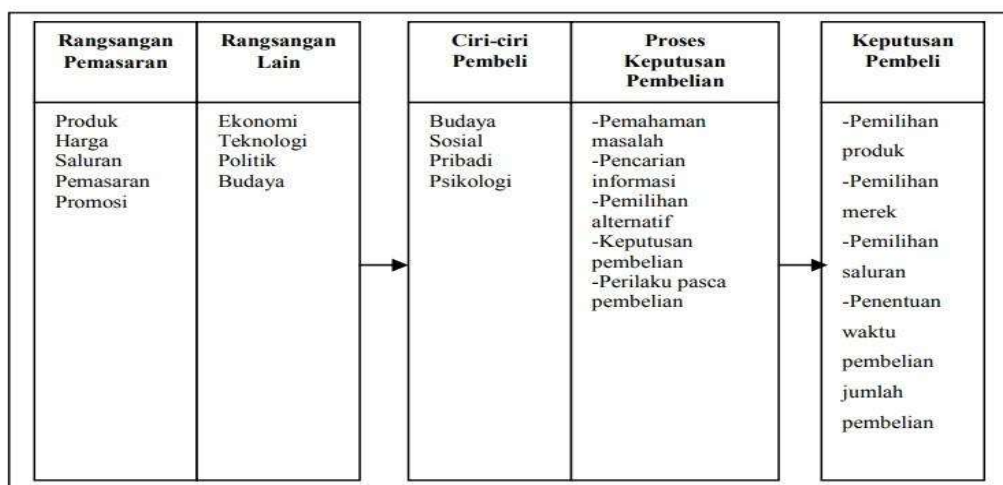 Rangsangan
Pemasaran
Produk
Harga
Saluran
Pemasaran
Promosi
Rangsangan
Lain
Ekonomi
Teknologi
Politik
Budaya
Ciri-ciri
Pembeli
Budaya
Sosial
Pribadi
Psikologi
Proses
Keputusan
Pembelian
-Pemahaman
masalah
-Pencarian
informasi
-Pemilihan
alternatif
-Keputusan
pembelian
-Perilaku pasca
pembelian
Keputusan
Pembeli
-Pemilihan
produk
-Pemilihan
merek
-Pemilihan
saluran
-Penentuan
waktu
pembelian
jumlah
pembelian